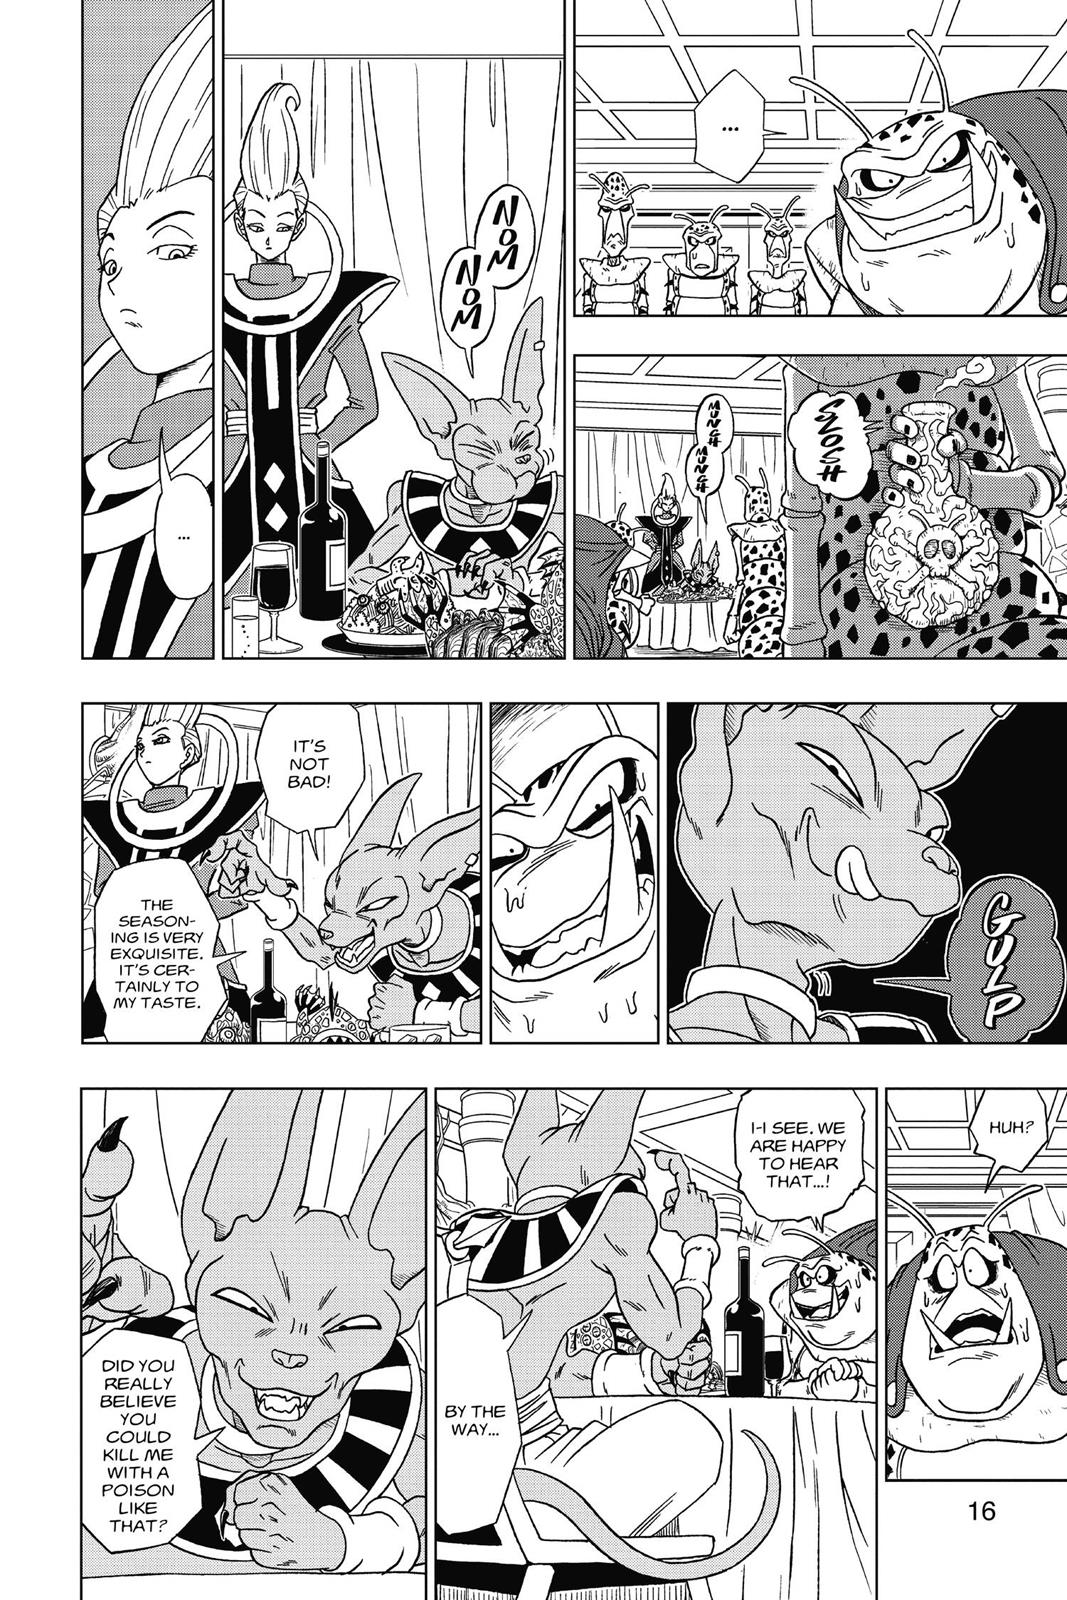 ...
SLOSH
MUNCH
MUNCH
NOM
NOM
...
GULP
IT'S
NOT
BAD!
THE
SEASON-
ING IS VERY
EXQUISITE.
IT'S CER-
TAINLY TO
MY TASTE.
HUH?
I-I SEE. WE
ARE HAPPY
TO HEAR
THAT...!
BY THE
WAY...
DID YOU
REALLY
BELIEVE
YOU
COULD
KILL ME
WITH A
POISON
LIKE
THAT?
16